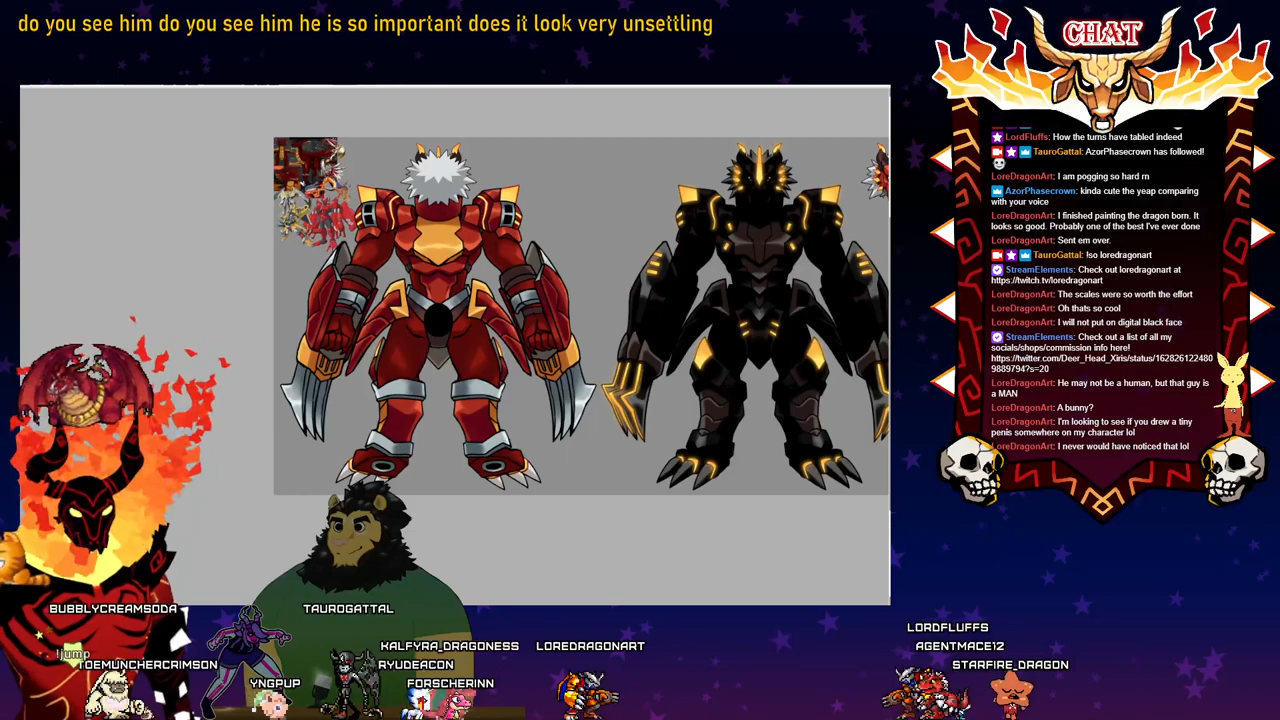 do you see him do you see him he is so important does it look very unsettling
CHAT
LordFluffs: How the turns have tabled indeed
TauroGattal: AzorPhasecrown has followed!
LoreDragonArt: I am pogging so hard rn
AzorPhasecrown: kinda cute the yeap comparing
with your voice
LoreDragonArt: I finished painting the dragon born. It
looks so good. Probably one of the best I've ever done
LoreDragonArt: Sent em over.
TauroGattal: !so loredragonart
StreamElements: Check out loredragonart at
https://twitch.tv/loredragonart
LoreDragonArt: The scales were so worth the effort
LoreDragonArt: Oh thats so cool
LoreDragonArt: I will not put on digital black face
StreamElements: Check out a list of all my
socials/shops/commission info here!
https://twitter.com/Deer_Head_Xiris/status/162826122480
9889794?s=20
LoreDragonArt: He may not be a human, but that guy is
a MAN
LoreDragonArt: A bunny?
LoreDragonArt: I'm looking to see if you drew a tiny
penis somewhere on my character lol
LoreDragonArt: I never would have noticed that lol
BUBBLYCREAMSODA
TAUROGATTAL
LORDFLUFFS
KALFYRA_DRAGONESS
LOREDRAGONART
AGENTMACE12
!jump
TOEMUNCHERCRIMSON
RYUDEACON
STARFIRE_DRAGON
YNGPUP
FORSCHERINN